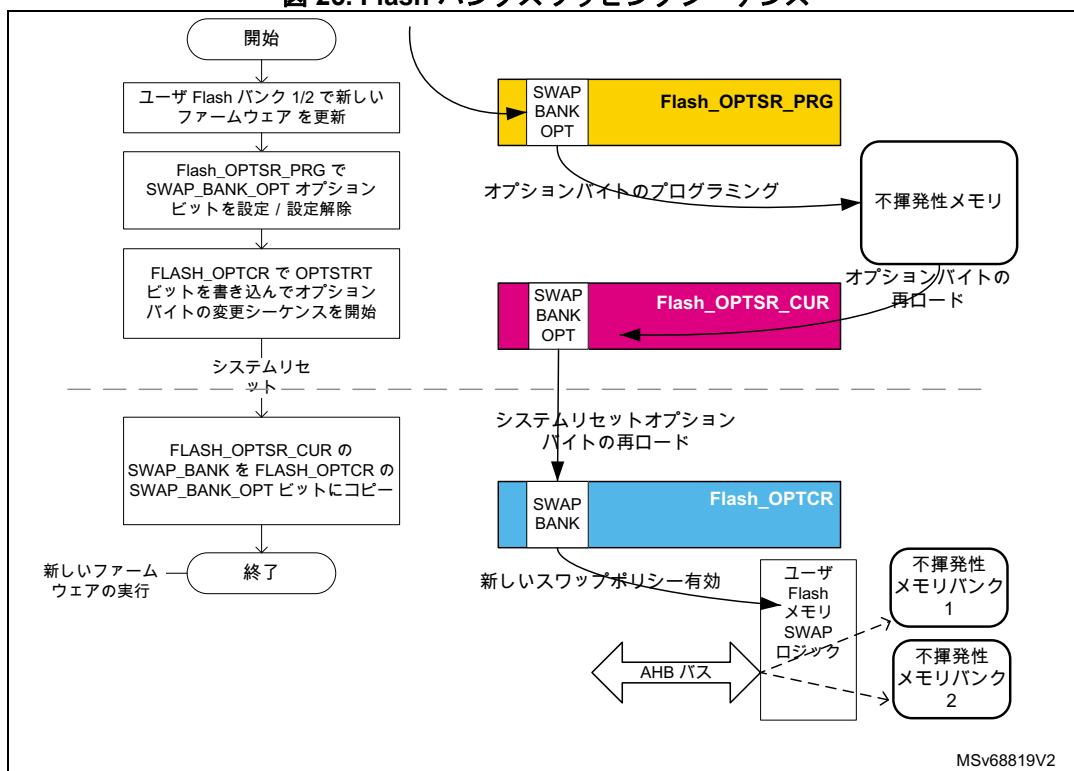 開始
ユーザ Flash バンク 1/2 で新しい
ファームウェア を更新
Flash_OPTSR_PRG で
SWAP_BANK_OPT オプション
ビットを設定 / 設定解除
FLASH_OPTCR で OPTSTRT
ビットを書き込んでオプション
バイトの変更シーケンスを開始
システムリセ
ット
FLASH_OPTSR_CUR の
SWAP_BANK を FLASH_OPTCR の
SWAP_BANK_OPT ビットにコピー
新しいファーム
ウェアの実行
終了
SWAP
BANK
OPT
Flash_OPTSR_PRG
オプションバイトのプログラミング
不揮発性メモリ
オプションバイトの
再ロード
SWAP
BANK
OPT
Flash_OPTSR_CUR
システムリセットオプション
バイトの再ロード
SWAP
BANK
Flash_OPTCR
新しいスワップポリシー有効
ユーザ
Flash
メモリ
SWAP
ロジック
AHB バス
不揮発性
メモリバンク
1
不揮発性
メモリバンク
2
MSv68819V2